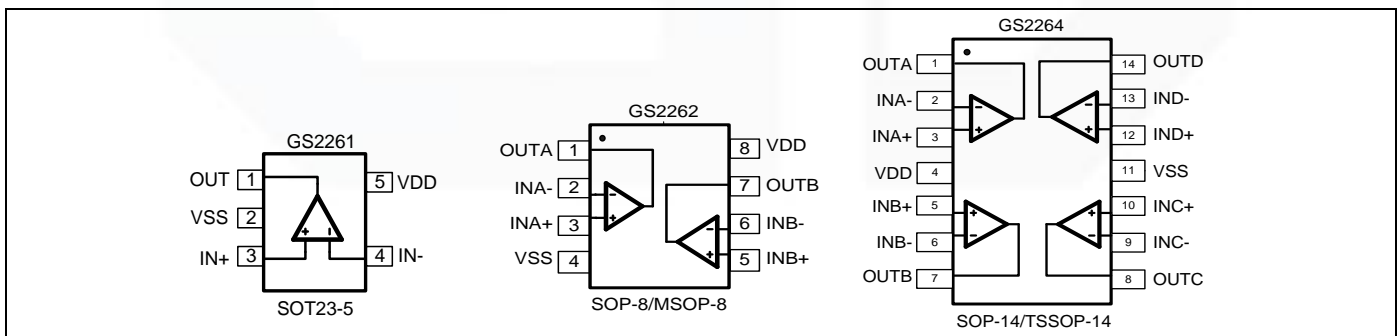 GS2261
OUT 1
5 VDD
VSS 2
IN+ 3
4 IN-
+ -
SOT23-5
GS2262
OUTA 1
8 VDD
INA- 2 -
7 OUTB
INA+ 3 +
- 6 INB-
VSS 4
+ 5 INB+
SOP-8/MSOP-8
GS2264
OUTA 1
14 OUTD
INA- 2 -
- 13 IND-
INA+ 3 +
+ 12 IND+
VDD 4
11 VSS
INB+ 5 +
+ 10 INC+
INB- 6 -
- 9 INC-
OUTB 7
8 OUTC
SOP-14/TSSOP-14